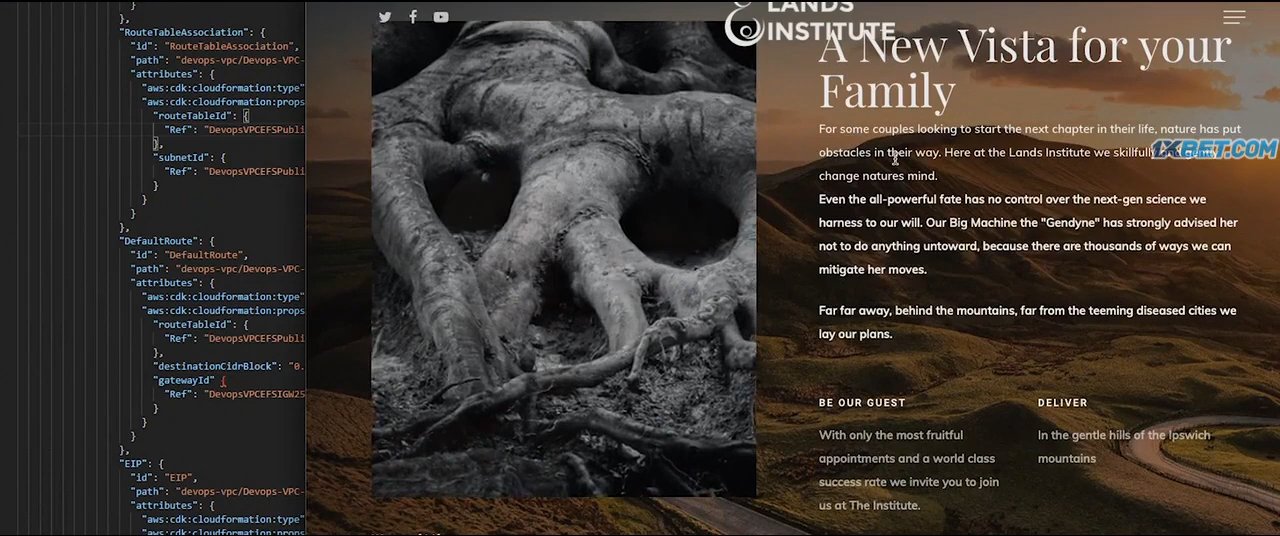 }
}
"RouteTableAssociation": {
"id": "RouteTableAssociation",
"path": "devops-vpc/Devops-VPC-
"attributes": {
"aws:cdk:cloudformation:type"
"aws:cdk:cloudformation:props
"routeTableId": {
"Ref": "DevopsVPCEFSPubli
},
"subnetId": {
"Ref": "DevopsVPCEFSPubli
}
}
}
},
"DefaultRoute": {
"id": "DefaultRoute",
"path": "devops-vpc/Devops-VPC-
"attributes": {
"aws:cdk:cloudformation:type"
"aws:cdk:cloudformation:props
"routeTableId": {
"Ref": "DevopsVPCEFSPubli
},
"destinationCidrBlock": "0.
"gatewayId" {
"Ref": "DevopsVPCEFSIGW25
}
}
}
},
"EIP": {
"id": "EIP",
"path": "devops-vpc/Devops-VPC-
"attributes": {
"aws:cdk:cloudformation:type"
"aws:cdk:cloudformation:props
& LANDS
INSTITUTE
A New Vista for your
Family
For some couples looking to start the next chapter in their life, nature has put
obstacles in their way. Here at the Lands Institute we skillfully and gently
change natures mind.
1XBET.COM
Even the all-powerful fate has no control over the next-gen science we
harness to our will. Our Big Machine the "Gendyne" has strongly advised her
not to do anything untoward, because there are thousands of ways we can
mitigate her moves.
Far far away, behind the mountains, far from the teeming diseased cities we
lay our plans.
BE OUR GUEST
With only the most fruitful
appointments and a world class
success rate we invite you to join
us at The Institute.
DELIVER
In the gentle hills of the Ipswich
mountains